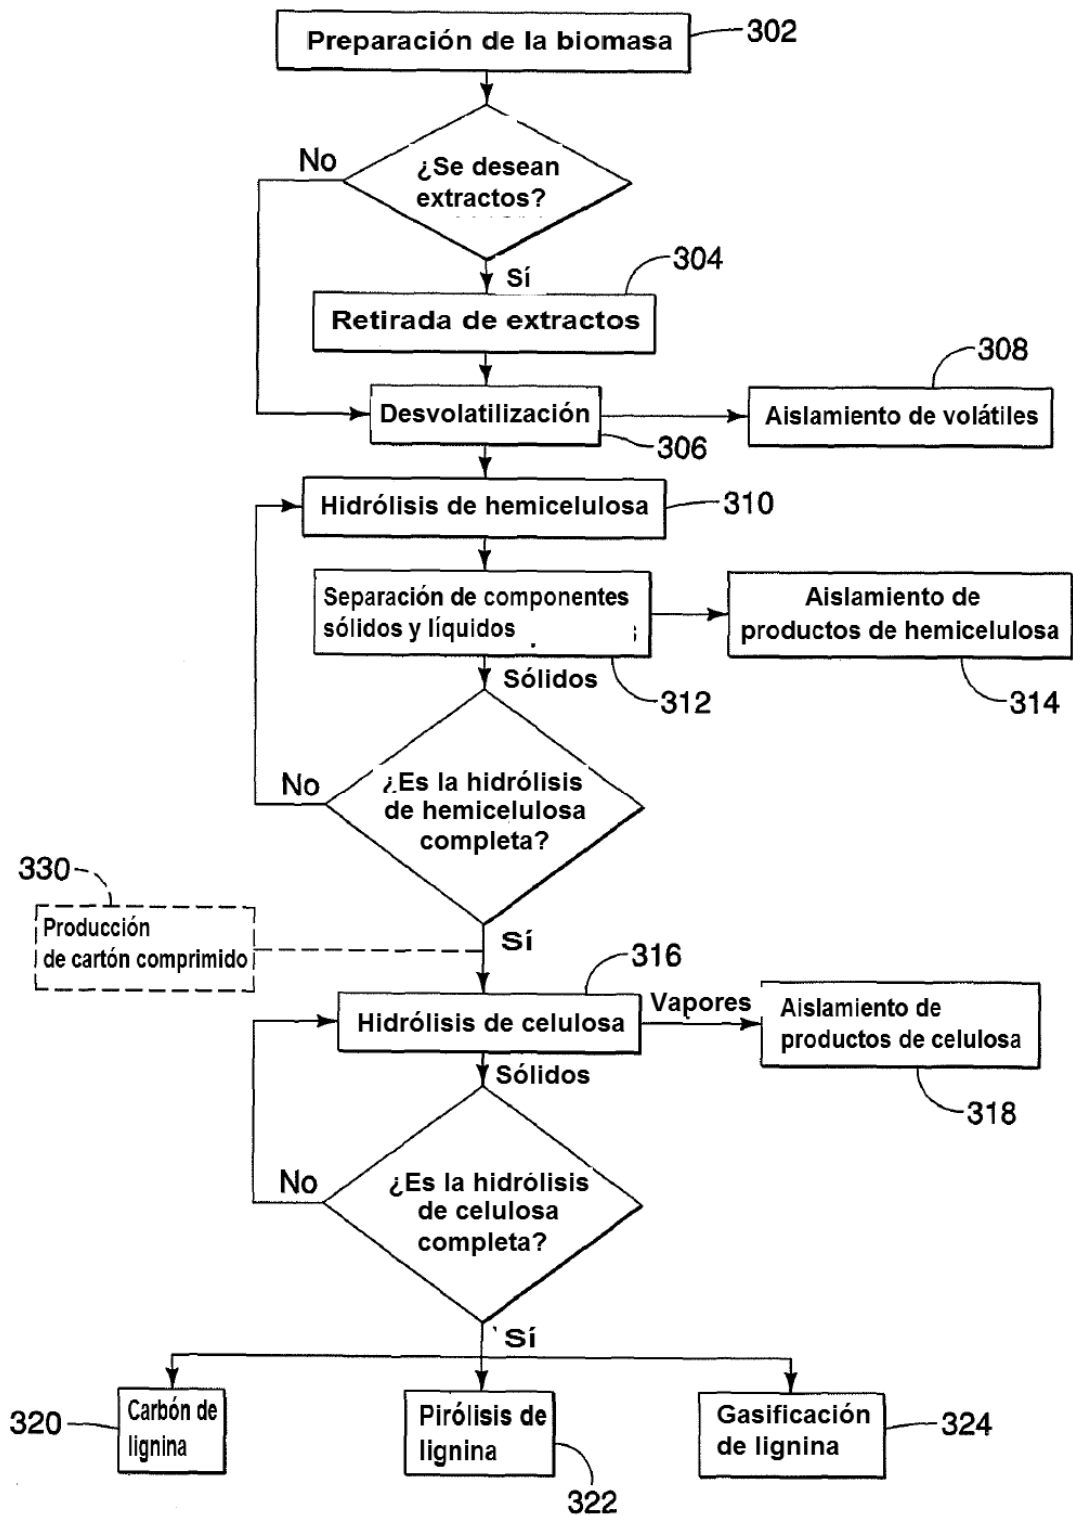 Preparación de la biomasa
302
No
¿Se desean
extractos?
Sí
304
Retirada de extractos
308
Desvolatilización
Aislamiento de volátiles
306
Hidrólisis de hemicelulosa
310
Separación de componentes
sólidos y líquidos
Aislamiento de
productos de hemicelulosa
Sólidos
312
314
No
¿Es la hidrólisis
de hemicelulosa
completa?
330
Producción
de cartón comprimido
Sí
316
Hidrólisis de celulosa
Vapores
Aislamiento de
productos de celulosa
Sólidos
318
No
¿Es la hidrólisis
de celulosa
completa?
Sí
320
Carbón de
lignina
Pirólisis de
lignina
322
Gasificación
de lignina
324